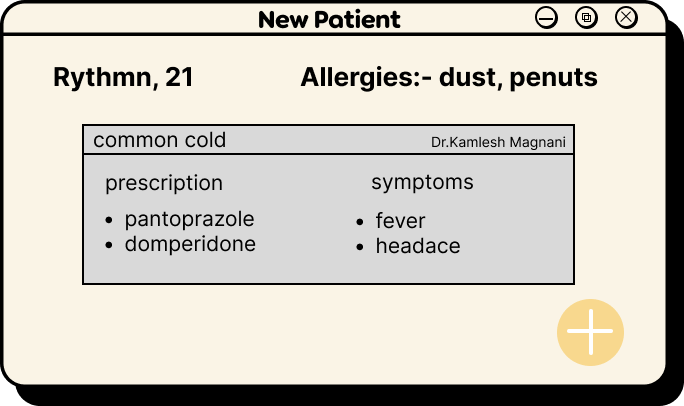 New Patient
Rythmn, 21
Allergies:- dust, penuts
common cold
Dr.Kamlesh Magnani
prescription
• pantoprazole
• domperidone
symptoms
• fever
• headace